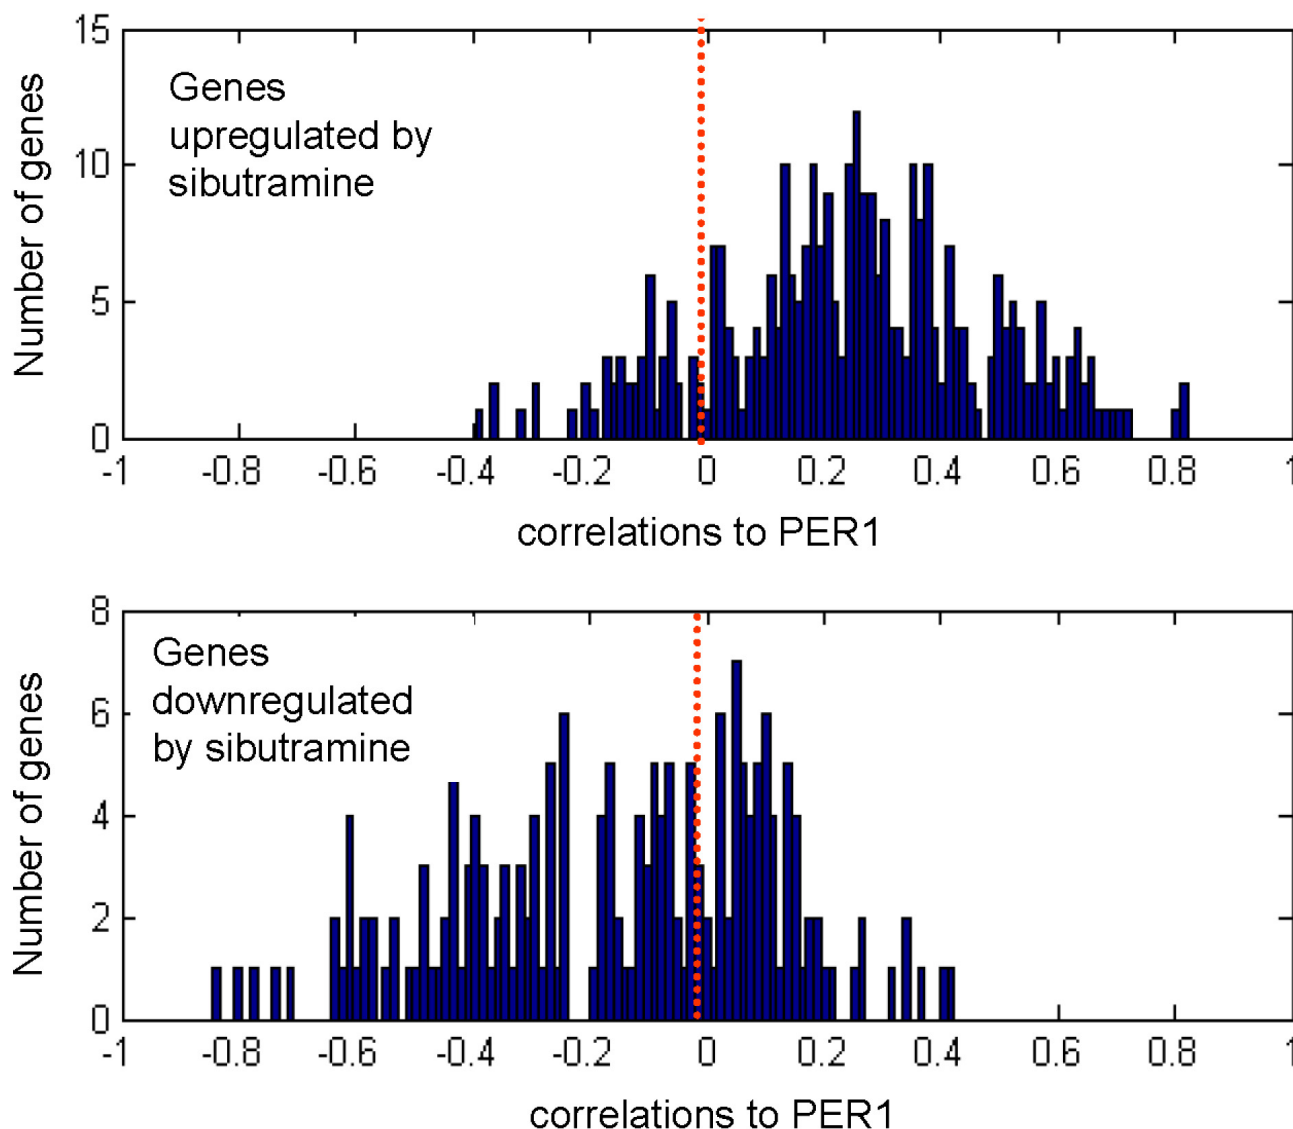 15
10
5
0
Number of genes
Genes
upregulated by
sibutramine
-1 -0.8 -0.6 -0.4 -0.2 0 0.2 0.4 0.6 0.8 1
correlations to PER1
8
6
4
2
0
Number of genes
Genes
downregulated
by sibutramine
-1 -0.8 -0.6 -0.4 -0.2 0 0.2 0.4 0.6 0.8 1
correlations to PER1